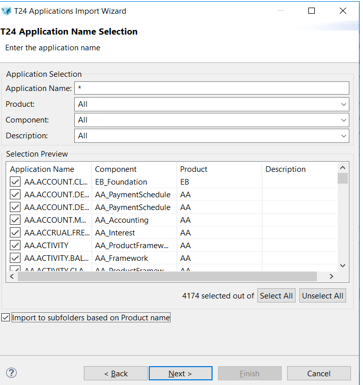 T24 Applications Import Wizard
T24 Application Name Selection
Enter the application name
Application Selection
Application Name: *
Product: All
Component: All
Description: All
Selection Preview
Application Name Component Product Description
AA.ACCOUNT.CL... EB_Foundation EB
AA.ACCOUNT.DE... AA_PaymentSchedule AA
AA.ACCOUNT.DE... AA_PaymentSchedule AA
AA.ACCOUNT.M... AA_Accounting AA
AA.ACCRUAL.FRE... AA_Interest AA
AA.ACTIVITY AA_ProductFramew... AA
AA.ACTIVITY.BAL... AA_Framework AA
AA.ACTIVITY.CLA... AA_ProductFramew... AA
4174 selected out of Select All Unselect All
Import to subfolders based on Product name
? < Back Next > Finish Cancel